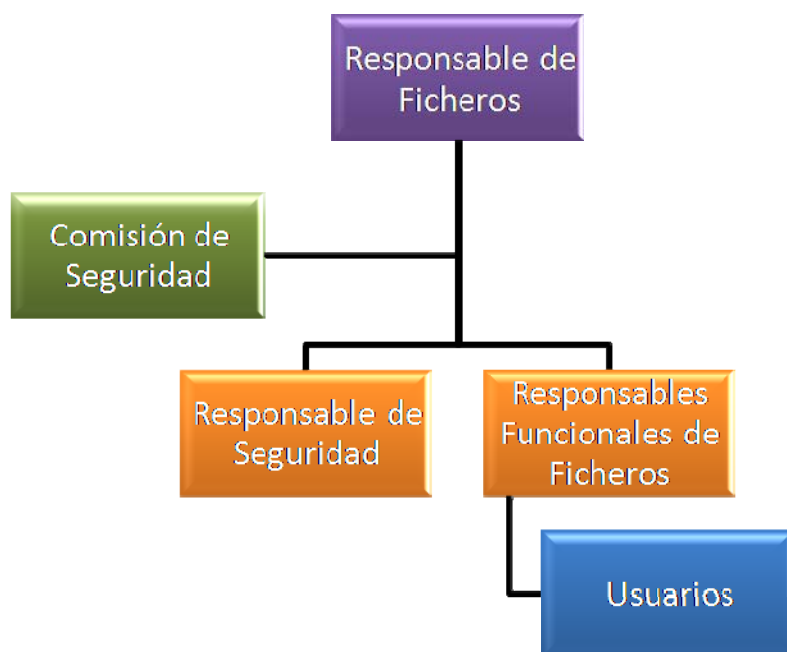 Responsable de
Ficheros
Comisión de
Seguridad
Responsable de
Seguridad
Responsables
Funcionales de
Ficheros
Usuarios